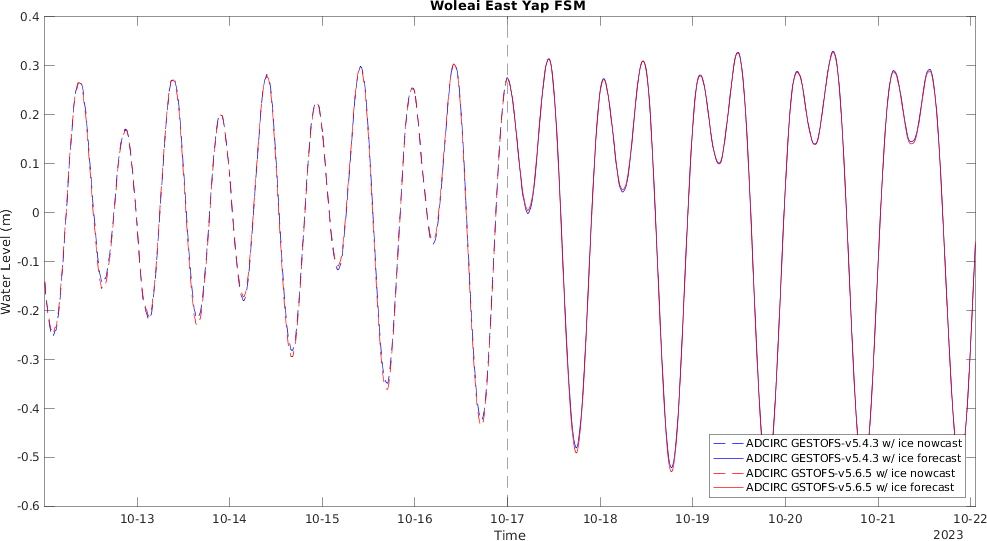 Woleai East Yap FSM
0.4
0.3
0.2
0.1
0
-0.1
-0.2
-0.3
-0.4
-0.5
-0.6
Water Level (m)
ADCIRC GESTOFS-v5.4.3 w/ ice nowcast
ADCIRC GESTOFS-v5.4.3 w/ ice forecast
ADCIRC GSTOFS-v5.6.5 w/ ice nowcast
ADCIRC GSTOFS-v5.6.5 w/ ice forecast
10-13 10-14 10-15 10-16 10-17 10-18 10-19 10-20 10-21 10-22
Time
2023